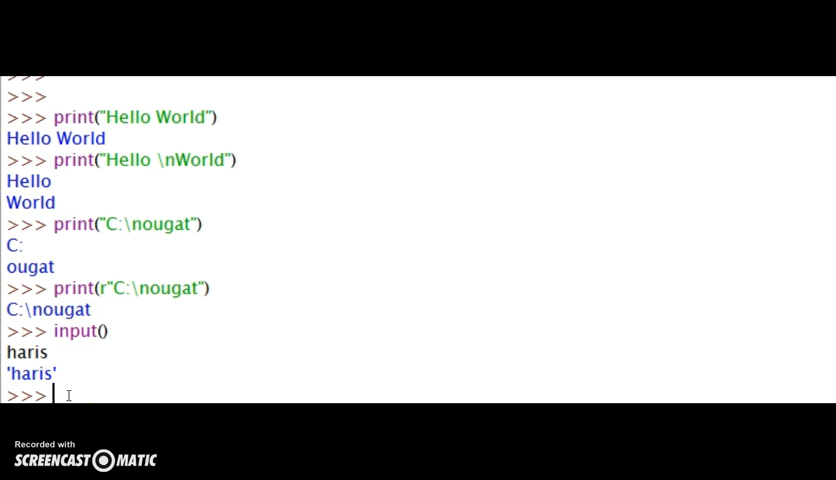 >>>
>>>
>>> print("Hello World")
Hello World
>>> print("Hello \nWorld")
Hello
World
>>> print("C:\nougat")
C:
ougat
>>> print(r"C:\nougat")
C:\nougat
>>> input()
haris
'haris'
>>>
Recorded with
SCREENCAST MATIC